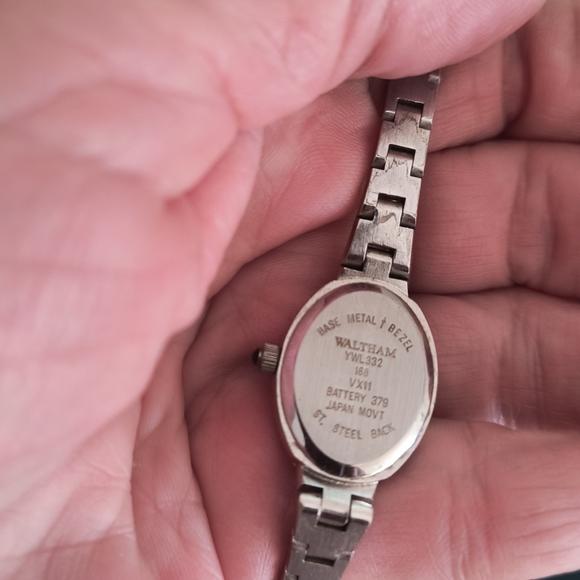 BASE METAL † BEZEL
WALTHAM
YWL332
168
VX11
BATTERY 379
JAPAN MOVT
ST. STEEL BACK